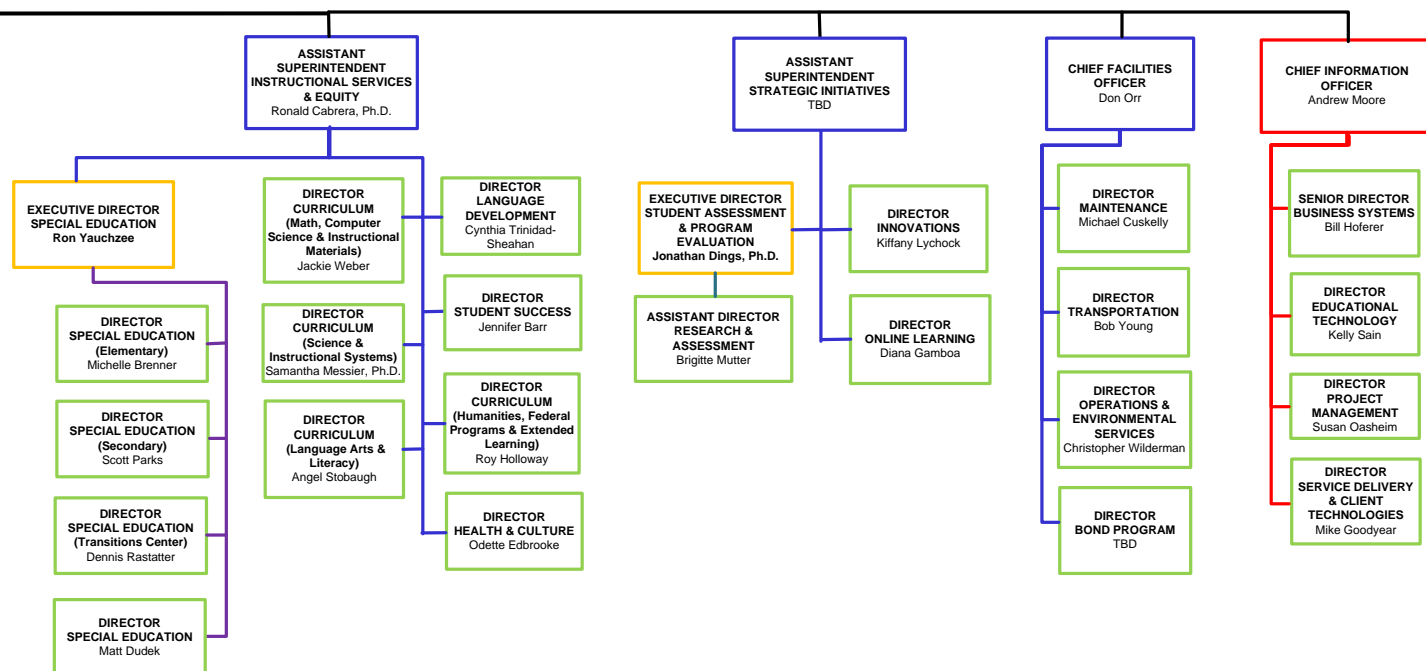 ASSISTANT
SUPERINTENDENT
INSTRUCTIONAL SERVICES
& EQUITY
Ronald Cabrera, Ph.D.
ASSISTANT
SUPERINTENDENT
STRATEGIC INITIATIVES
TBD
CHIEF FACILITIES
OFFICER
Don Orr
CHIEF INFORMATION
OFFICER
Andrew Moore
EXECUTIVE DIRECTOR
SPECIAL EDUCATION
Ron Yauchzee
DIRECTOR
SPECIAL EDUCATION
(Elementary)
Michelle Brenner
DIRECTOR
SPECIAL EDUCATION
(Secondary)
Scott Parks
DIRECTOR
SPECIAL EDUCATION
(Transitions Center)
Dennis Rastatter
DIRECTOR
SPECIAL EDUCATION
Matt Dudek
DIRECTOR
CURRICULUM
(Math, Computer
Science & Instructional
Materials)
Jackie Weber
DIRECTOR
CURRICULUM
(Science &
Instructional Systems)
Samantha Messier, Ph.D.
DIRECTOR
CURRICULUM
(Language Arts &
Literacy)
Angel Stobaugh
DIRECTOR
LANGUAGE
DEVELOPMENT
Cynthia Trinidad-
Sheahan
DIRECTOR
STUDENT SUCCESS
Jennifer Barr
DIRECTOR
CURRICULUM
(Humanities, Federal
Programs & Extended
Learning)
Roy Holloway
DIRECTOR
HEALTH & CULTURE
Odette Edbrooke
EXECUTIVE DIRECTOR
STUDENT ASSESSMENT
& PROGRAM
EVALUATION
Jonathan Dings, Ph.D.
ASSISTANT DIRECTOR
RESEARCH &
ASSESSMENT
Brigitte Mutter
DIRECTOR
INNOVATIONS
Kiffany Lychock
DIRECTOR
ONLINE LEARNING
Diana Gamboa
DIRECTOR
MAINTENANCE
Michael Cuskelly
DIRECTOR
TRANSPORTATION
Bob Young
DIRECTOR
OPERATIONS &
ENVIRONMENTAL
SERVICES
Christopher Wilderman
DIRECTOR
BOND PROGRAM
TBD
SENIOR DIRECTOR
BUSINESS SYSTEMS
Bill Hoferer
DIRECTOR
EDUCATIONAL
TECHNOLOGY
Kelly Sain
DIRECTOR
PROJECT
MANAGEMENT
Susan Oasheim
DIRECTOR
SERVICE DELIVERY
& CLIENT
TECHNOLOGIES
Mike Goodyear